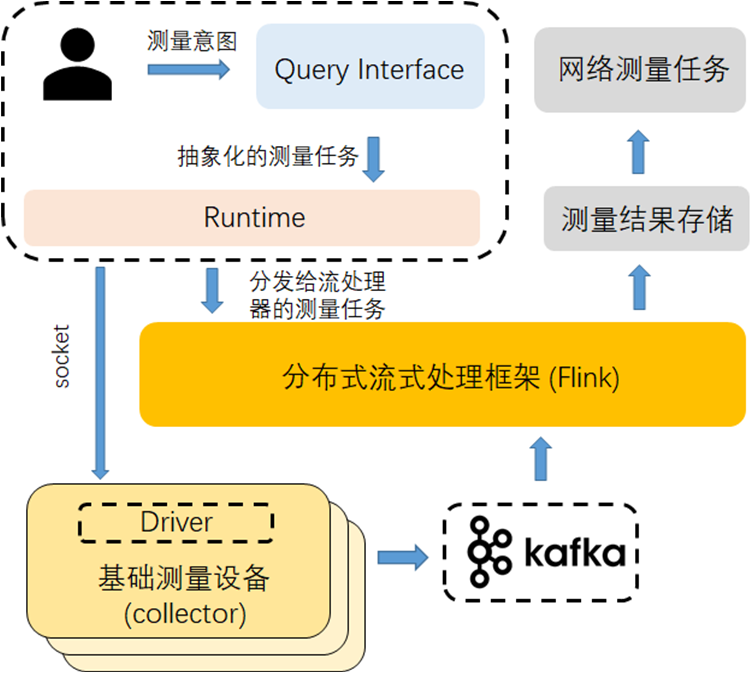 测量意图
Query Interface
网络测量任务
抽象化的测量任务
Runtime
测量结果存储
分发给流处理
器的测量任务
socket
分布式流式处理框架 (Flink)
Driver
基础测量设备
(collector)
kafka